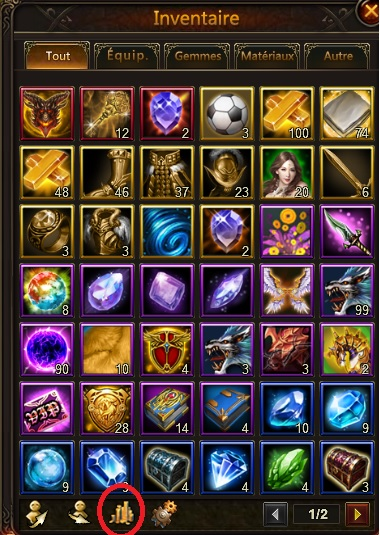 Inventaire
Tout Équip. Gemmes Matériaux Autre
12 2 3 100 74
48 46 37 23 20 6
3 3 2
8 99
90 10 4 3 3 2
VIP 28 14 4 10 9
9 4 3 4 3
1/2